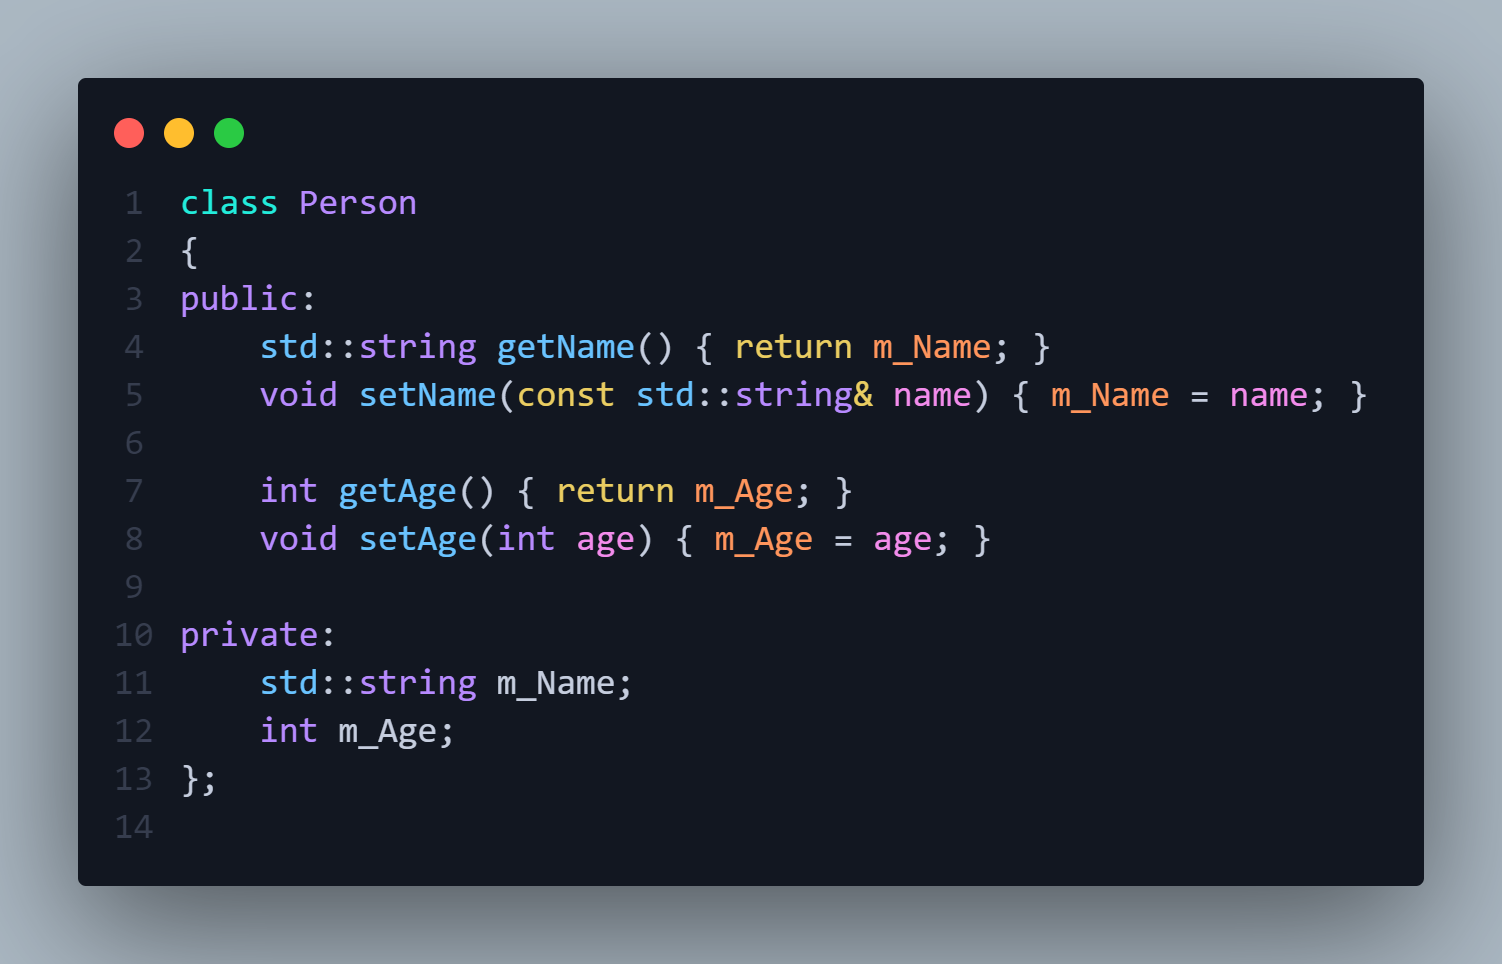 1 class Person
2 {
3 public:
4     std::string getName() { return m_Name; }
5     void setName(const std::string& name) { m_Name = name; }
6
7     int getAge() { return m_Age; }
8     void setAge(int age) { m_Age = age; }
9
10 private:
11     std::string m_Name;
12     int m_Age;
13 };
14